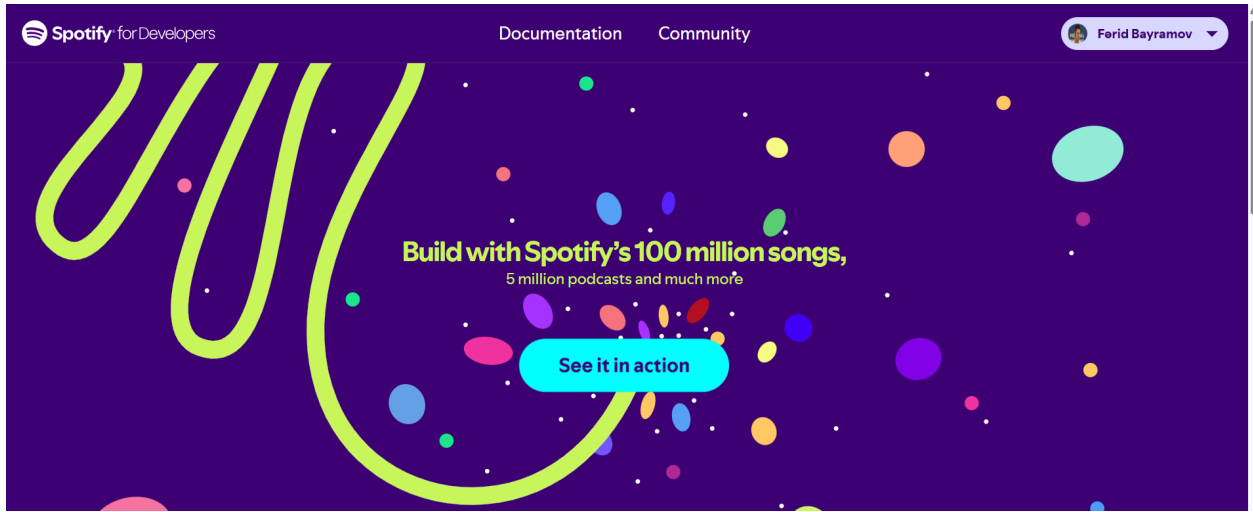 Spotify for Developers
Documentation
Community
Ferid Bayramov
Build with Spotify's 100 million songs,
5 million podcasts and much more
See it in action